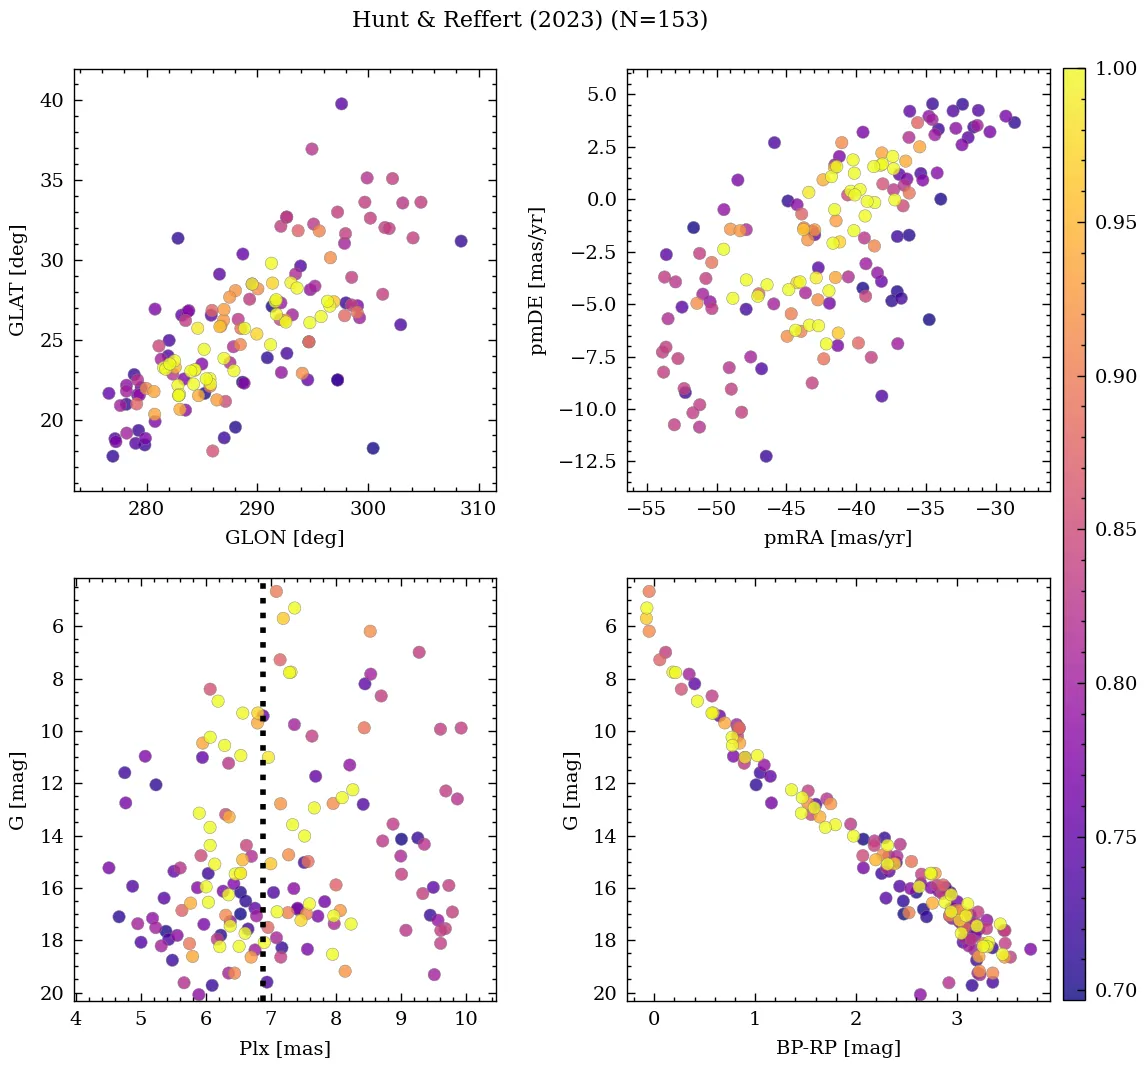 Hunt & Reffert (2023) (N=153)
40
35
30
25
20
GLAT [deg]
280 290 300 310
GLON [deg]
5.0
2.5
0.0
−2.5
−5.0
−7.5
−10.0
−12.5
pmDE [mas/yr]
−55 −50 −45 −40 −35 −30
pmRA [mas/yr]
6
8
10
12
14
16
18
20
G [mag]
4 5 6 7 8 9 10
Plx [mas]
6
8
10
12
14
16
18
20
G [mag]
0 1 2 3
BP-RP [mag]
1.00
0.95
0.90
0.85
0.80
0.75
0.70